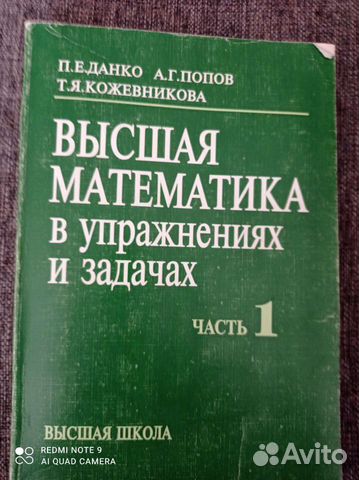 П.Е.ДАНКО А.Г.ПОПОВ
Т.Я.КОЖЕВНИКОВА
ВЫСШАЯ
МАТЕМАТИКА
в упражнениях
и задачах
ЧАСТЬ 1
ВЫСШАЯ ШКОЛА
REDMI NOTE 9
AI QUAD CAMERA
Avito